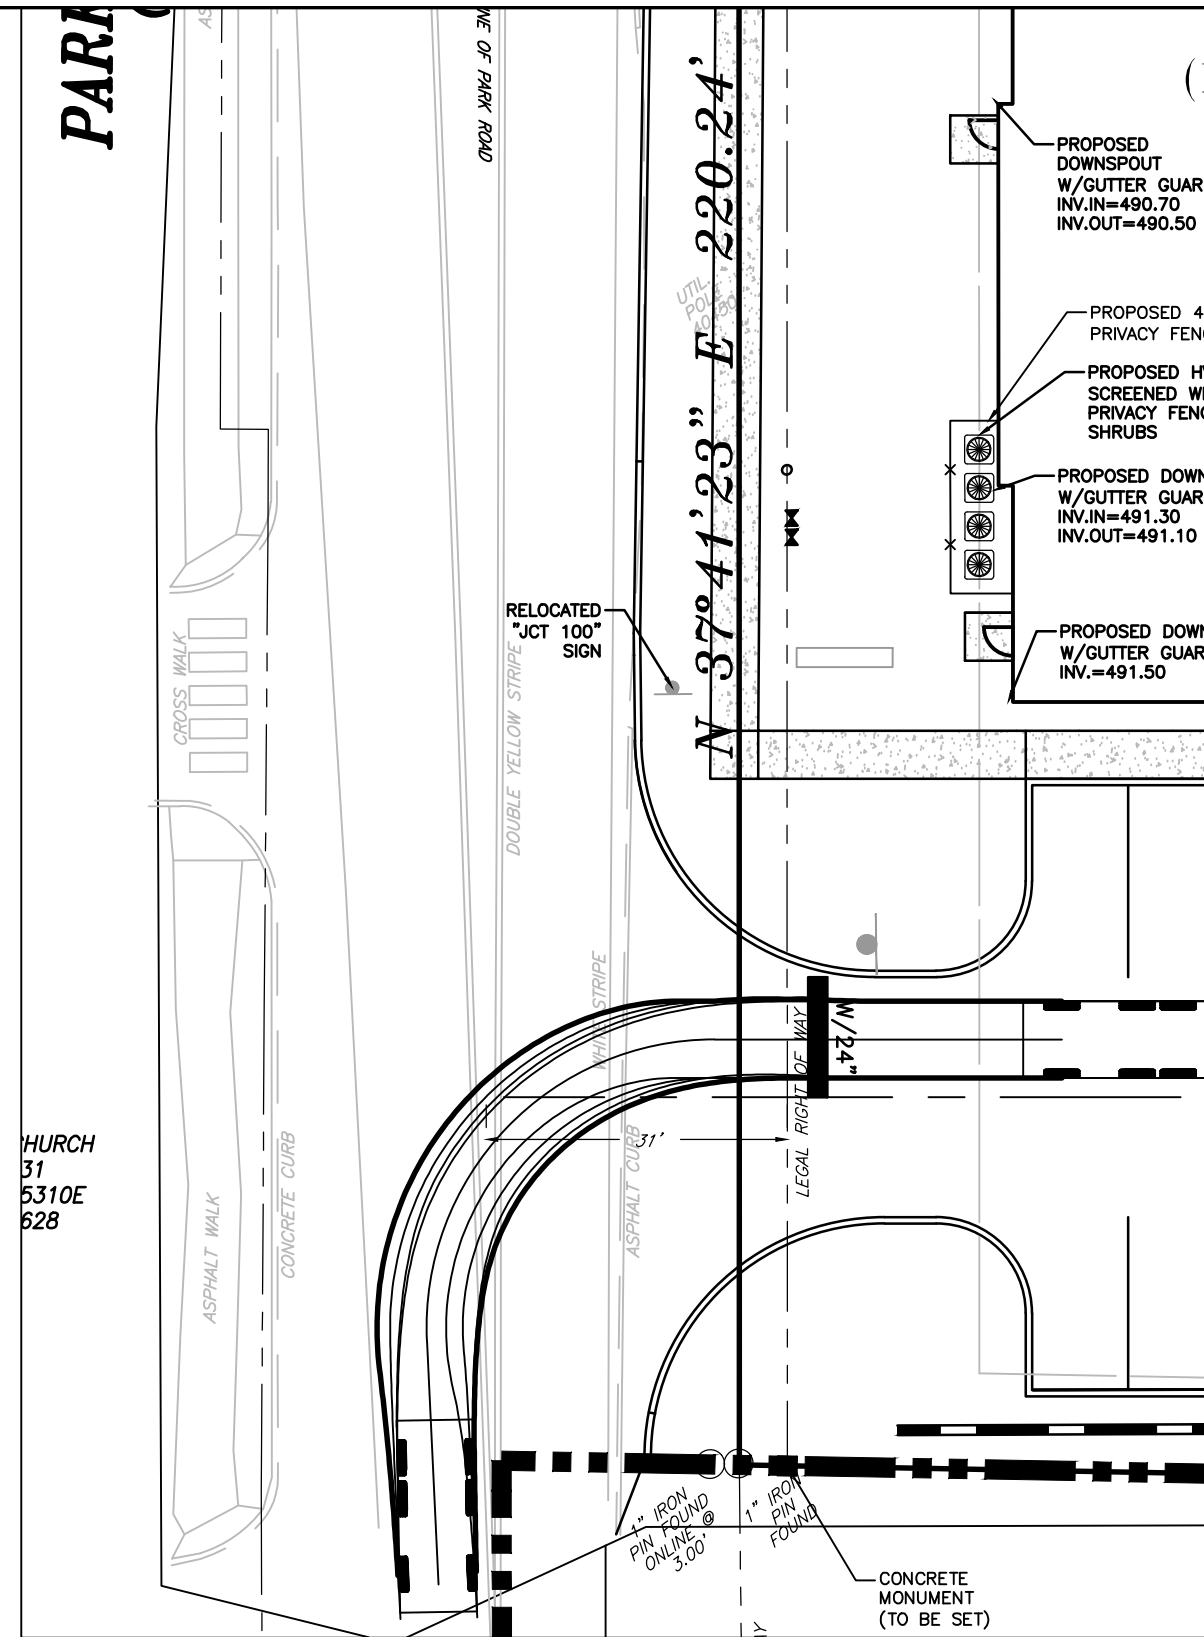 PARK
NE OF PARK ROAD
N 37°41'23" E 220.24'
UTIL.
POLE
PROPOSED
DOWNSPOUT
W/GUTTER GUAR
INV.IN=490.70
INV.OUT=490.50
PROPOSED 4
PRIVACY FEN
PROPOSED H
SCREENED W
PRIVACY FENC
SHRUBS
PROPOSED DOWN
W/GUTTER GUAR
INV.IN=491.30
INV.OUT=491.10
RELOCATED
"JCT 100"
SIGN
PROPOSED DOWN
W/GUTTER GUAR
INV.=491.50
CROSS WALK
DOUBLE YELLOW STRIPE
WHITE STRIPE
W/24"
LEGAL RIGHT OF WAY
31'
ASPHALT CURB
CONCRETE CURB
ASPHALT WALK
HURCH
31
5310E
628
1" IRON
PIN FOUND
ONLINE @
3.00'
1" IRON
PIN
FOUND
CONCRETE
MONUMENT
(TO BE SET)